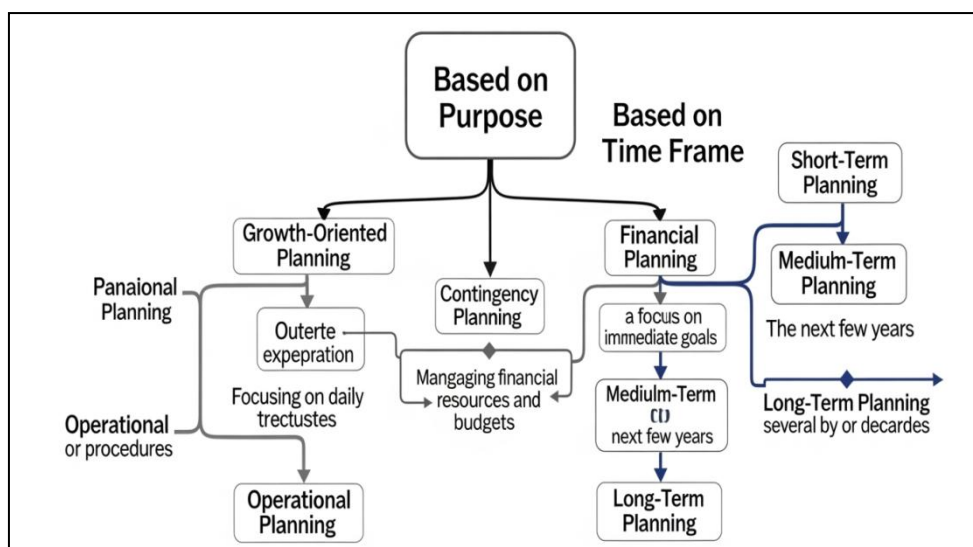 Based on
Purpose
Based on
Time Frame
Short-Term
Planning
Growth-Oriented
Planning
Financial
Planning
Medium-Term
Planning
Panaional
Planning
Contingency
Planning
Outerte
expepration
a focus on
immediate goals
The next few years
Mangaging financial
resources and
budgets
Focusing on daily
trectustes
Mediulm-Term
next few years
Long-Term Planning
several by or decardes
Operational
or procedures
Operational
Planning
Long-Term
Planning